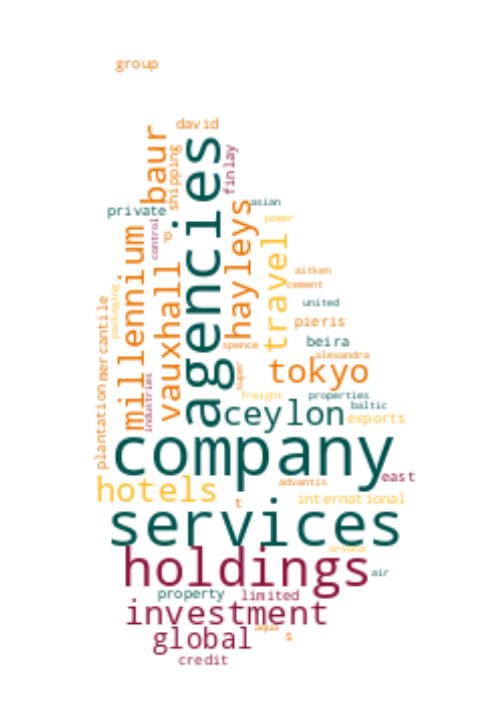 group
david
agencies
baur
shipping
finlay
private
asian
power
control
p
hayleys
travel
millennium
vauxhall
packaging
mercantile
aitken
cement
united
pieris
beira
spence
alexandra
tokyo
super
industries
plantation
freight
properties
baltic
ceylon
exports
company
east
hotels
advantis
international
t
services
arvana
holdings
air
property
limited
investment
aqua
s
global
credit